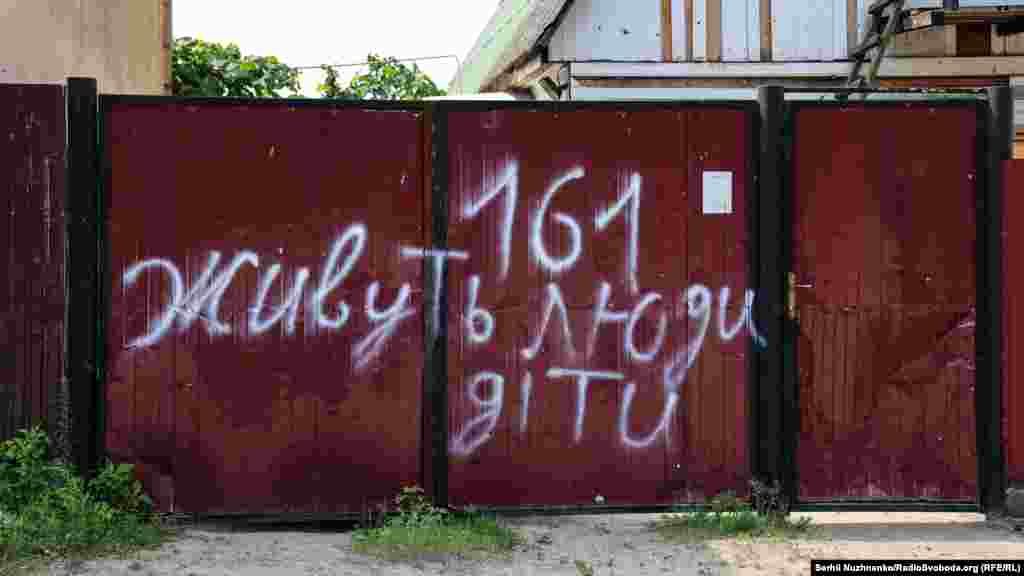 161
живуть люди
діти
Serhii Nuzhnenko/RadioSvoboda.org (RFE/RL)